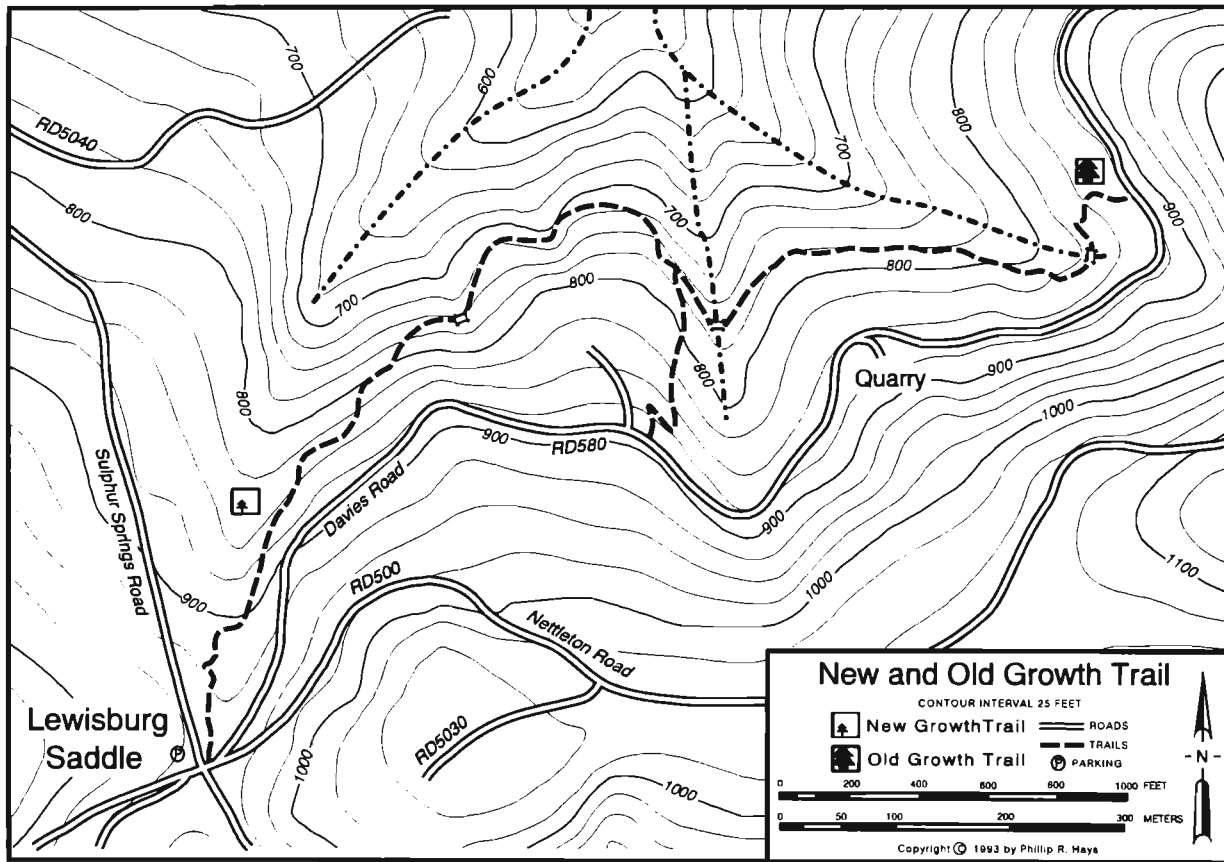 700
600
RD5040
800
700
800
900
700
700
800
800
800
Quarry
900
800
1000
Sulphur Springs Road
Davies Road
900
RD580
900
1000
1100
RD500
900
Nettleton Road
Lewisburg
Saddle
P
RD5030
1000
1000
New and Old Growth Trail
CONTOUR INTERVAL 25 FEET
New Growth Trail
ROADS
TRAILS
Old Growth Trail
P PARKING
N
0 200 400 600 800 1000 FEET
0 50 100 200 300 METERS
Copyright © 1993 by Phillip R. Hays